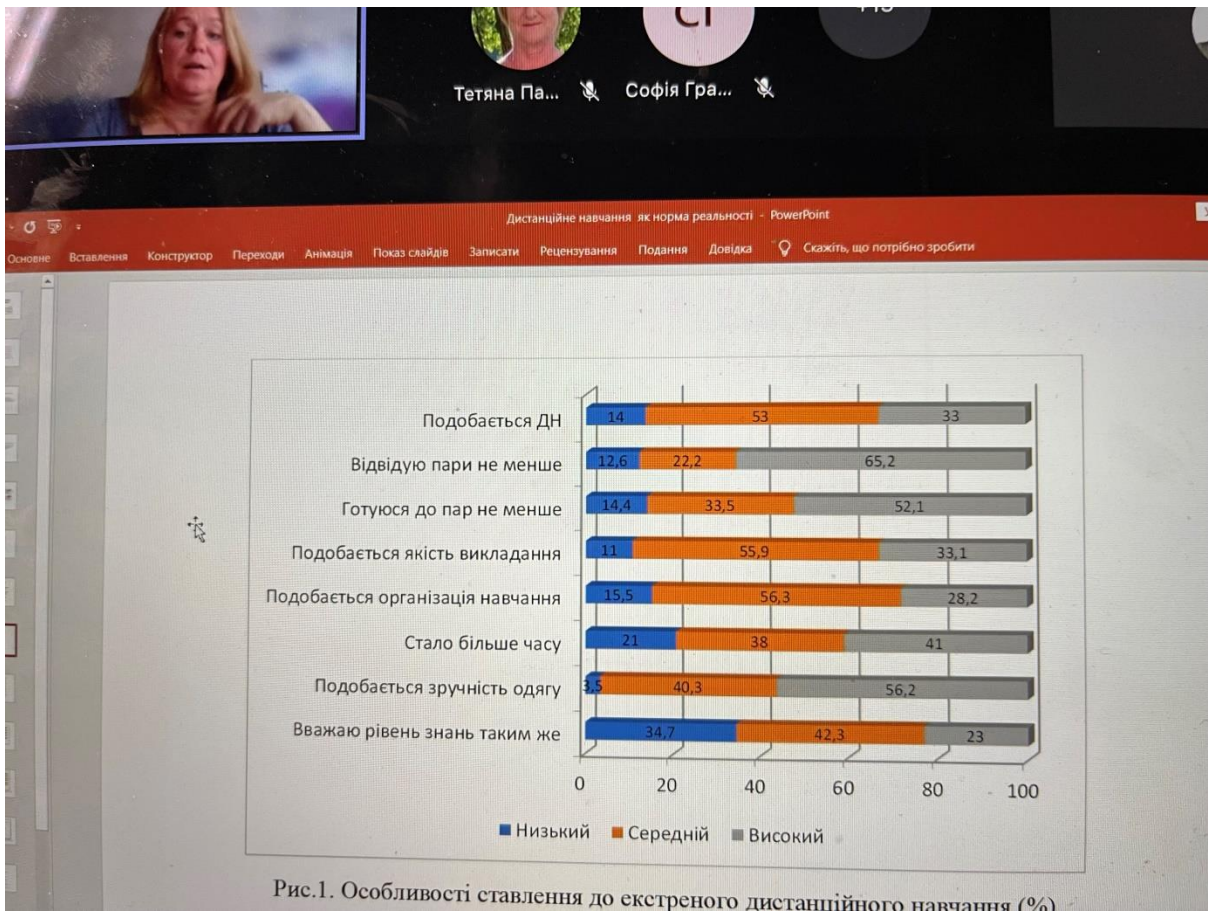 СГ
Тетяна Па...
Софія Гра...
Дистанційне навчання як норма реальності - PowerPoint
Основне Вставлення Конструктор Переходи Анімація Показ слайдів Записати Рецензування Подання Довідка Скажіть, що потрібно зробити
Подобається ДН 14 53 33
Відвідую пари не менше 12,6 22,2 65,2
Готуюся до пар не менше 14,4 33,5 52,1
Подобається якість викладання 11 55,9 33,1
Подобається організація навчання 15,5 56,3 28,2
Стало більше часу 21 38 41
Подобається зручність одягу 3,5 40,3 56,2
Вважаю рівень знань таким же 34,7 42,3 23
0 20 40 60 80 100
Низький Середній Високий
Рис.1. Особливості ставлення до екстреного дистанційного навчання (%)